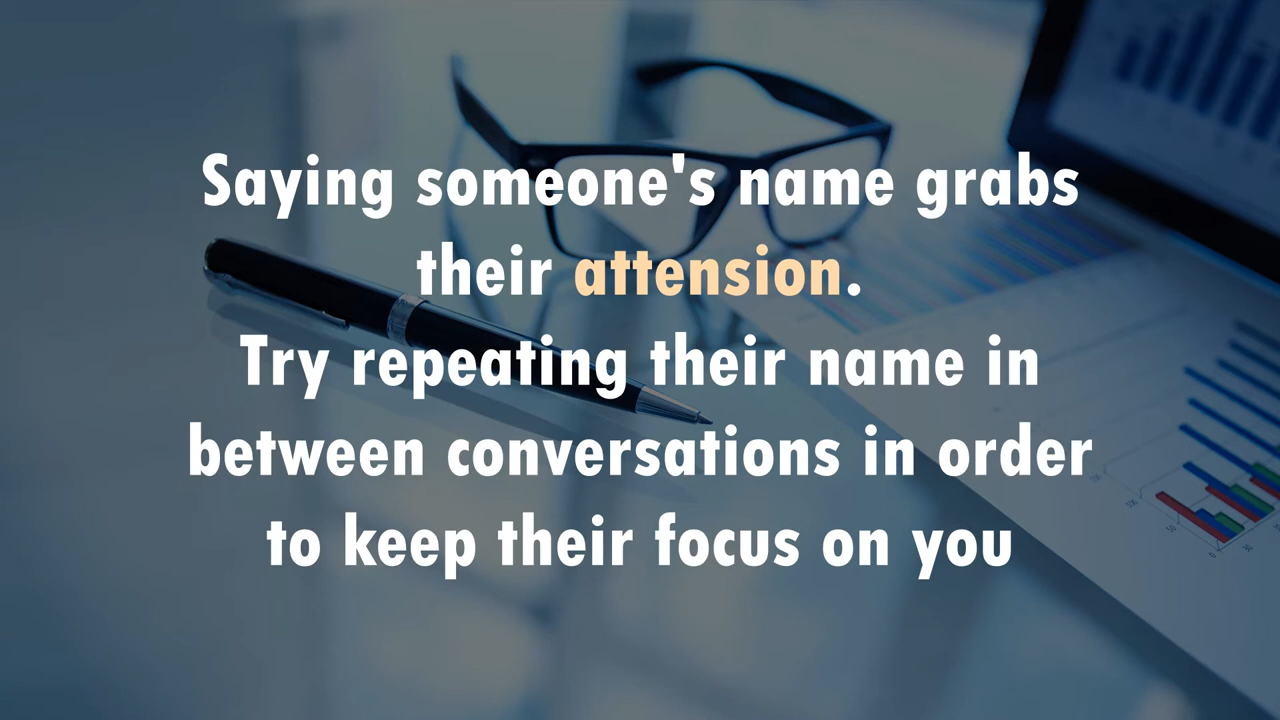 Saying someone's name grabs
their attension.
Try repeating their name in
between conversations in order
to keep their focus on you